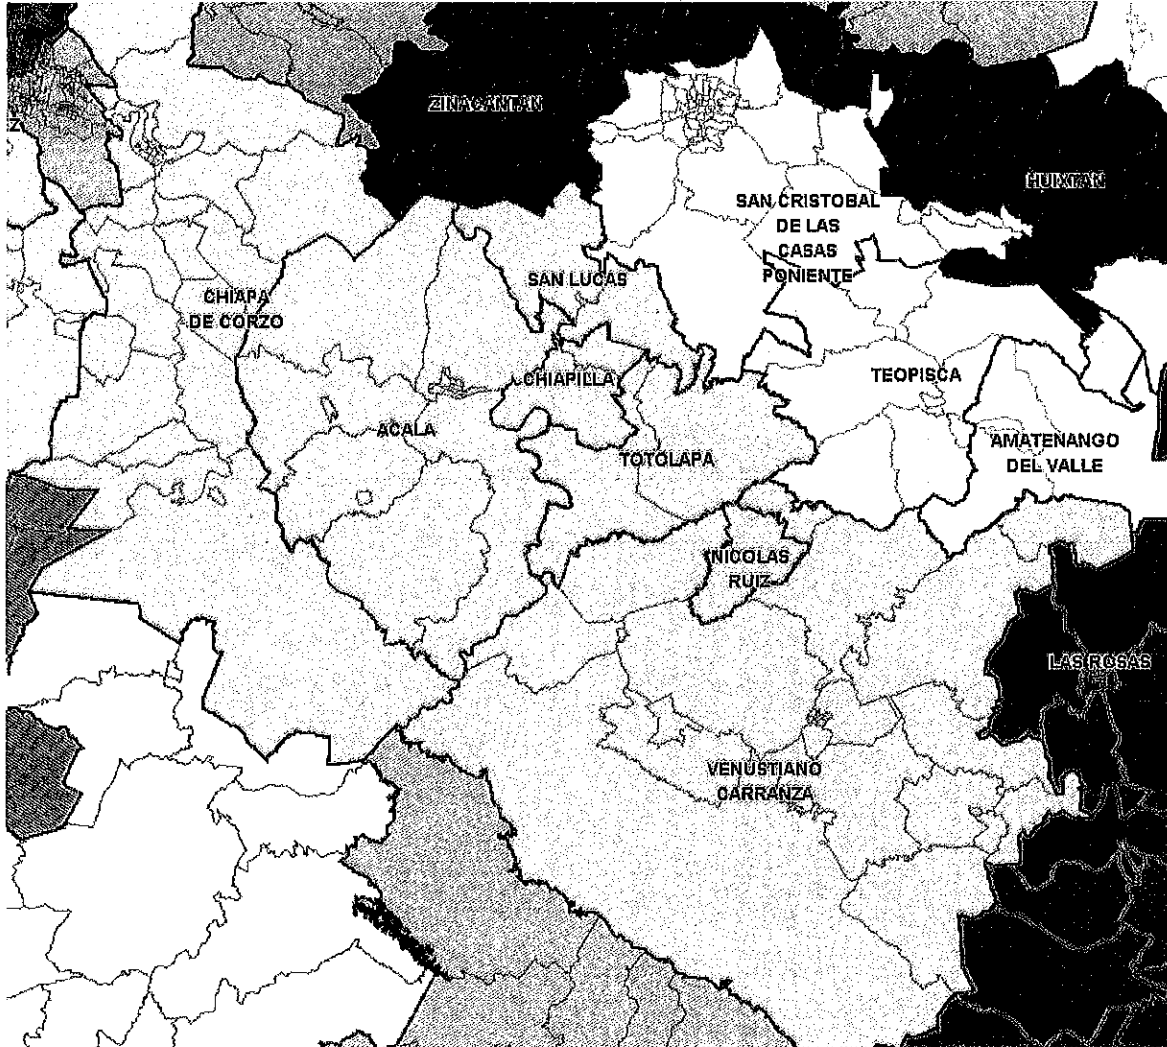 ZINACANTAN
HUIXTAN
SAN CRISTOBAL
DE LAS
CASAS
PONIENTE
SAN LUCAS
CHIAPA
DE CORZO
CHIAPILLA
TEOPISCA
ACALA
TOTOLAPA
AMATENANGO
DEL VALLE
NICOLAS
RUIZ
LAS ROSAS
VENUSTIANO
CARRANZA